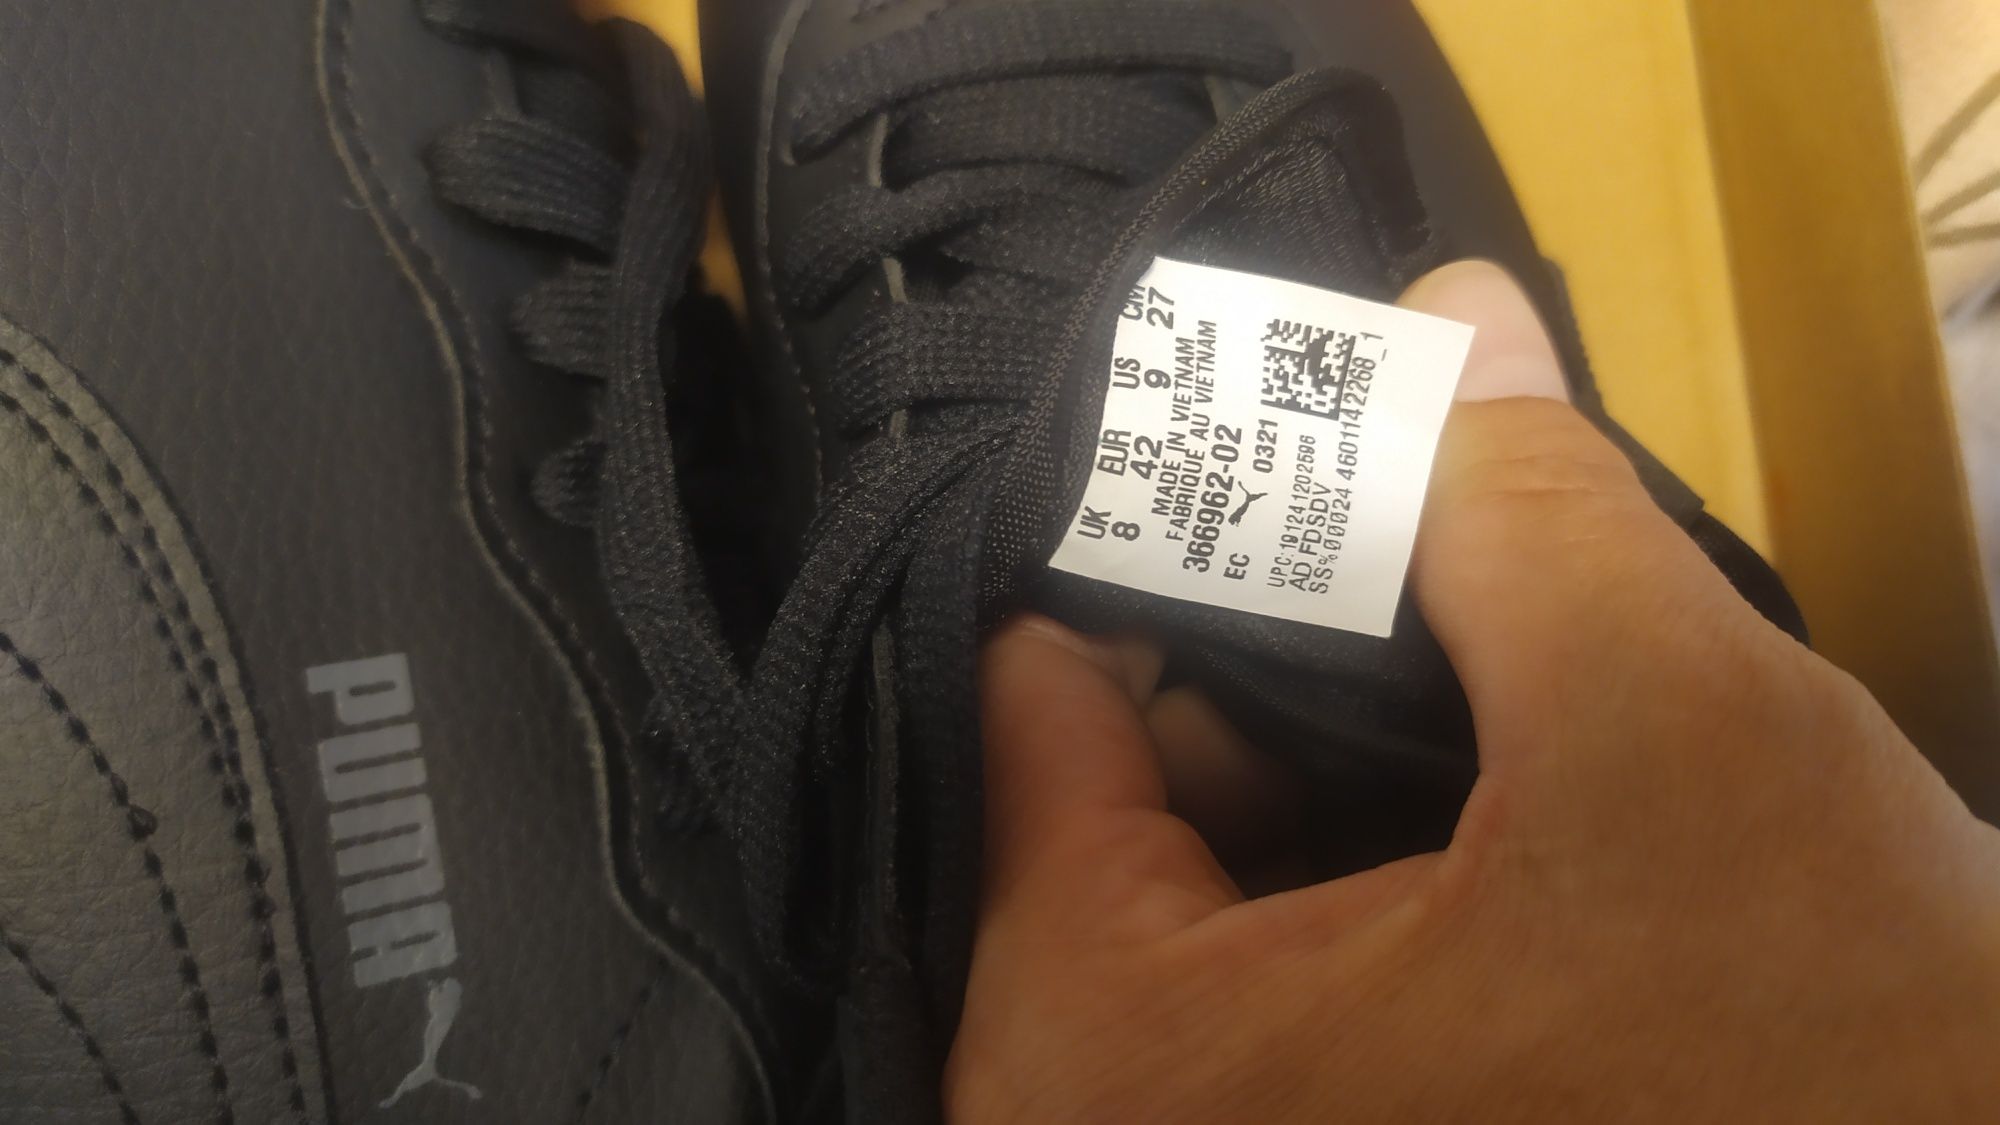 UK EUR US CM
8 42 9 27
MADE IN VIETNAM
FABRIQUE AU VIETNAM
366962-02
EC 0321
UPC:191241202596
AD FDSDV
SS%00024 4601142268_1
PUMA